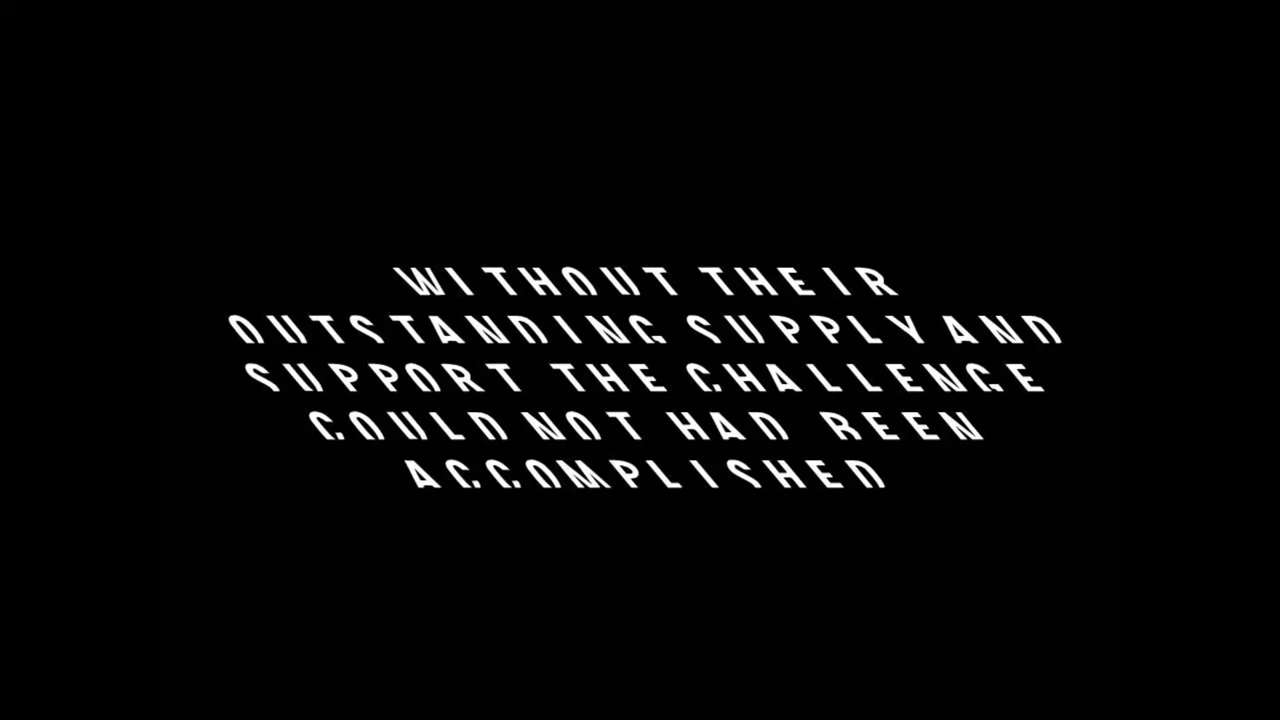 WITHOUT THEIR
OUTSTANDING SUPPLY AND
SUPPORT THE CHALLENGE
COULD NOT HAD BEEN
ACCOMPLISHED